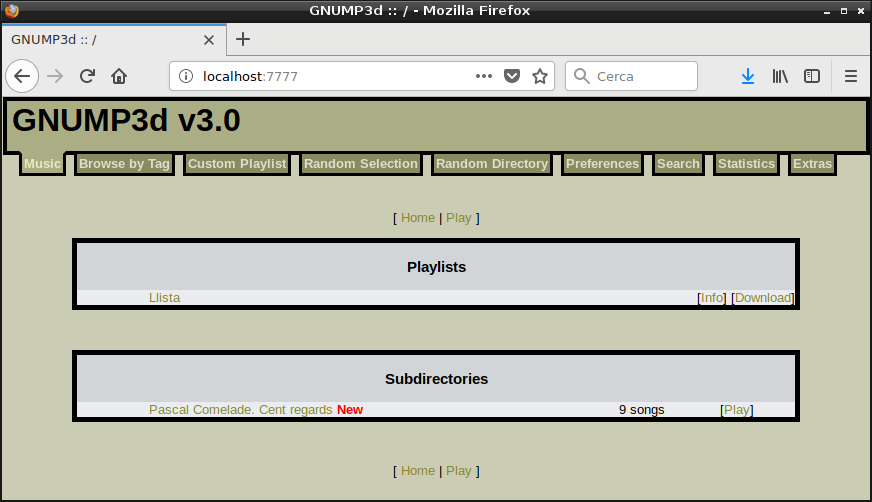 GNUMP3d :: / - Mozilla Firefox
GNUMP3d :: /
localhost:7777
Cerca
GNUMP3d v3.0
Music Browse by Tag Custom Playlist Random Selection Random Directory Preferences Search Statistics Extras
[ Home | Play ]
Playlists
Llista [Info] [Download]
Subdirectories
Pascal Comelade. Cent regards New 9 songs [Play]
[ Home | Play ]